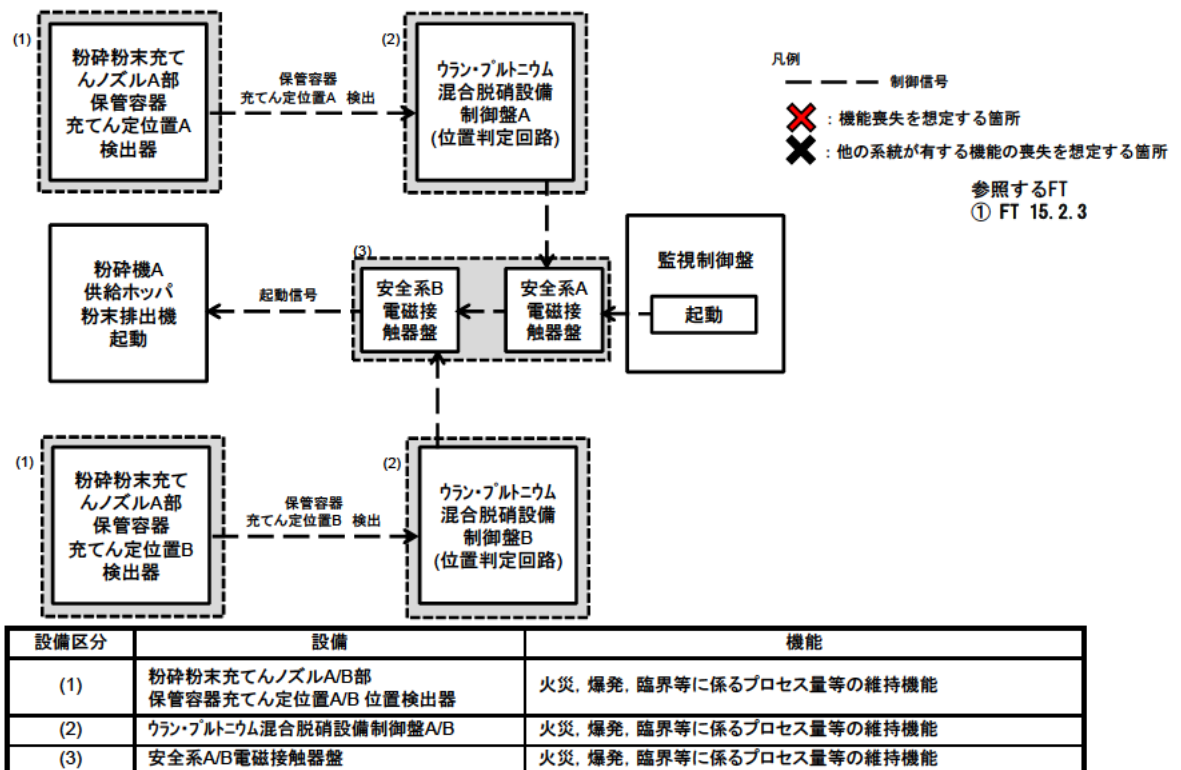 (1)
粉砕粉末充て
んノズルA部
保管容器
充てん定位置A
検出器
保管容器
充てん定位置A 検出
(2)
ウラン・プルトニウム
混合脱硝設備
制御盤A
(位置判定回路)
凡例
制御信号
:機能喪失を想定する箇所
:他の系統が有する機能の喪失を想定する箇所
参照するFT
① FT 15.2.3
粉砕機A
供給ホッパ
粉末排出機
起動
起動信号
(3)
安全系B
電磁接
触器盤
安全系A
電磁接
触器盤
監視制御盤
起動
(1)
粉砕粉末充て
んノズルA部
保管容器
充てん定位置B
検出器
保管容器
充てん定位置B 検出
(2)
ウラン・プルトニウム
混合脱硝設備
制御盤B
(位置判定回路)
設備区分 設備 機能
(1) 粉砕粉末充てんノズルA/B部
保管容器充てん定位置A/B 位置検出器 火災, 爆発, 臨界等に係るプロセス量等の維持機能
(2) ウラン・プルトニウム混合脱硝設備制御盤A/B 火災, 爆発, 臨界等に係るプロセス量等の維持機能
(3) 安全系A/B電磁接触器盤 火災, 爆発, 臨界等に係るプロセス量等の維持機能